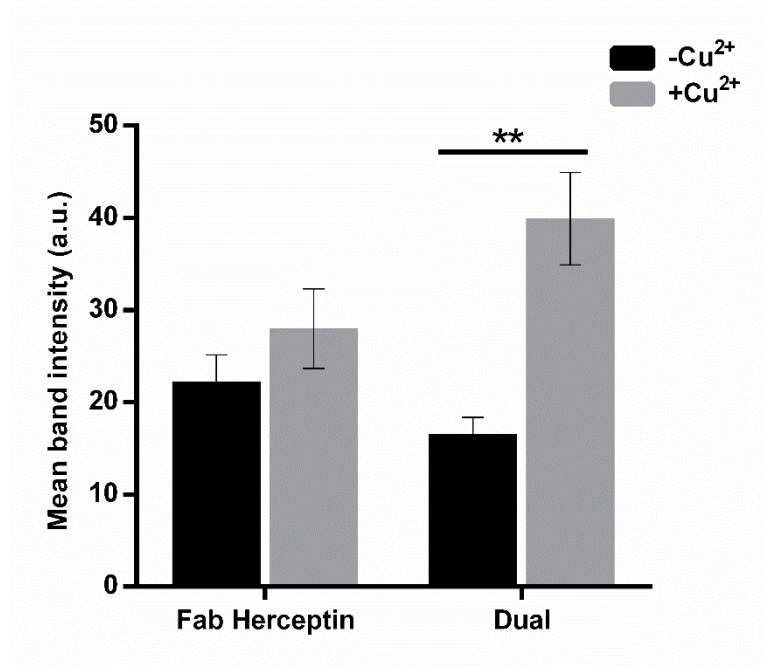 -Cu²⁺
+Cu²⁺
**
Mean band intensity (a.u.)
50
40
30
20
10
0
Fab Herceptin
Dual